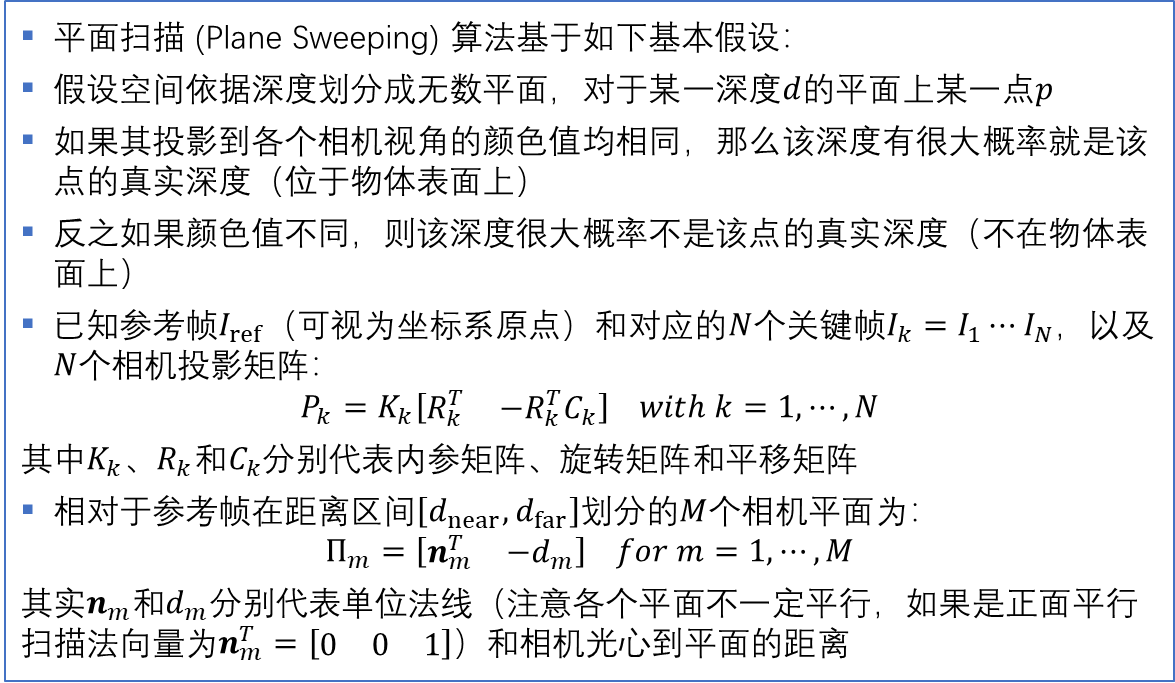 ▪ 平面扫描 (Plane Sweeping) 算法基于如下基本假设：
▪ 假设空间依据深度划分成无数平面，对于某一深度𝑑的平面上某一点𝑝
▪ 如果其投影到各个相机视角的颜色值均相同，那么该深度有很大概率就是该
点的真实深度（位于物体表面上）
▪ 反之如果颜色值不同，则该深度很大概率不是该点的真实深度（不在物体表
面上）
▪ 已知参考帧𝐼_ref（可视为坐标系原点）和对应的𝑁个关键帧𝐼_𝑘 = 𝐼_1 ⋯ 𝐼_𝑁，以及
𝑁个相机投影矩阵:
𝑃_𝑘 = 𝐾_𝑘[𝑅_𝑘^𝑇 −𝑅_𝑘^𝑇𝐶_𝑘] 𝑤𝑖𝑡ℎ 𝑘 = 1, ⋯ , 𝑁
其中𝐾_𝑘、𝑅_𝑘和𝐶_𝑘分别代表内参矩阵、旋转矩阵和平移矩阵
▪ 相对于参考帧在距离区间[𝑑_near, 𝑑_far]划分的𝑀个相机平面为：
Π_𝑚 = [𝒏_𝑚^𝑇 −𝑑_𝑚] 𝑓𝑜𝑟 𝑚 = 1, ⋯ , 𝑀
其实𝒏_𝑚和𝑑_𝑚分别代表单位法线（注意各个平面不一定平行，如果是正面平行
扫描法向量为𝒏_𝑚^𝑇 = [0 0 1]）和相机光心到平面的距离